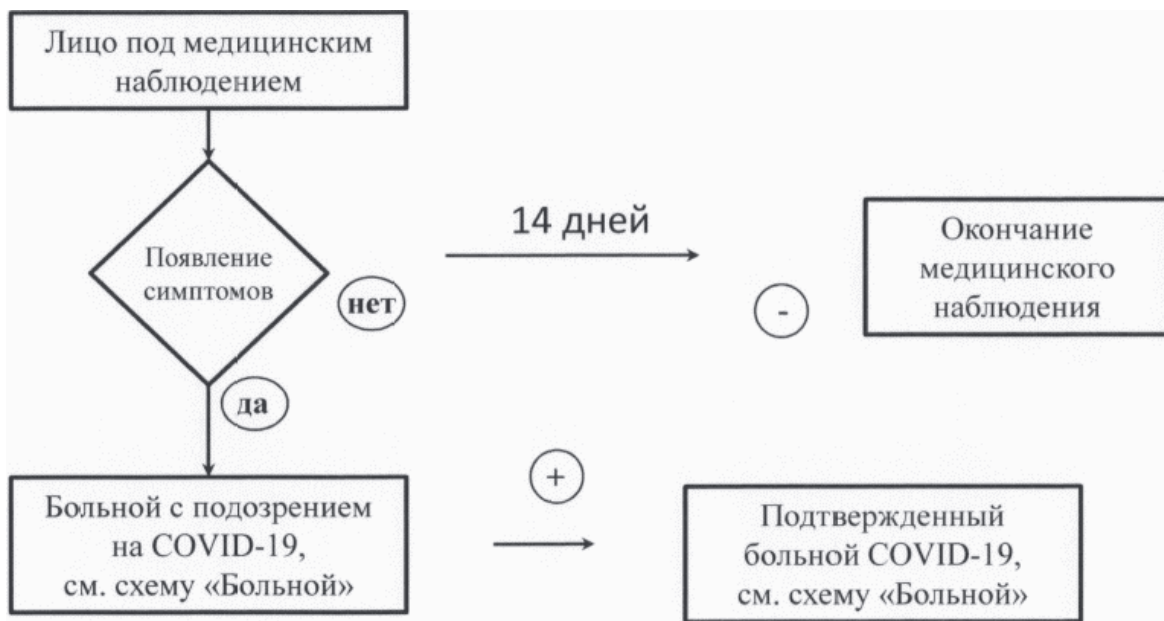 Лицо под медицинским
наблюдением
Появление
симптомов
нет
да
14 дней
-
Окончание
медицинского
наблюдения
Больной с подозрением
на COVID-19,
см. схему «Больной»
+
Подтвержденный
больной COVID-19,
см. схему «Больной»